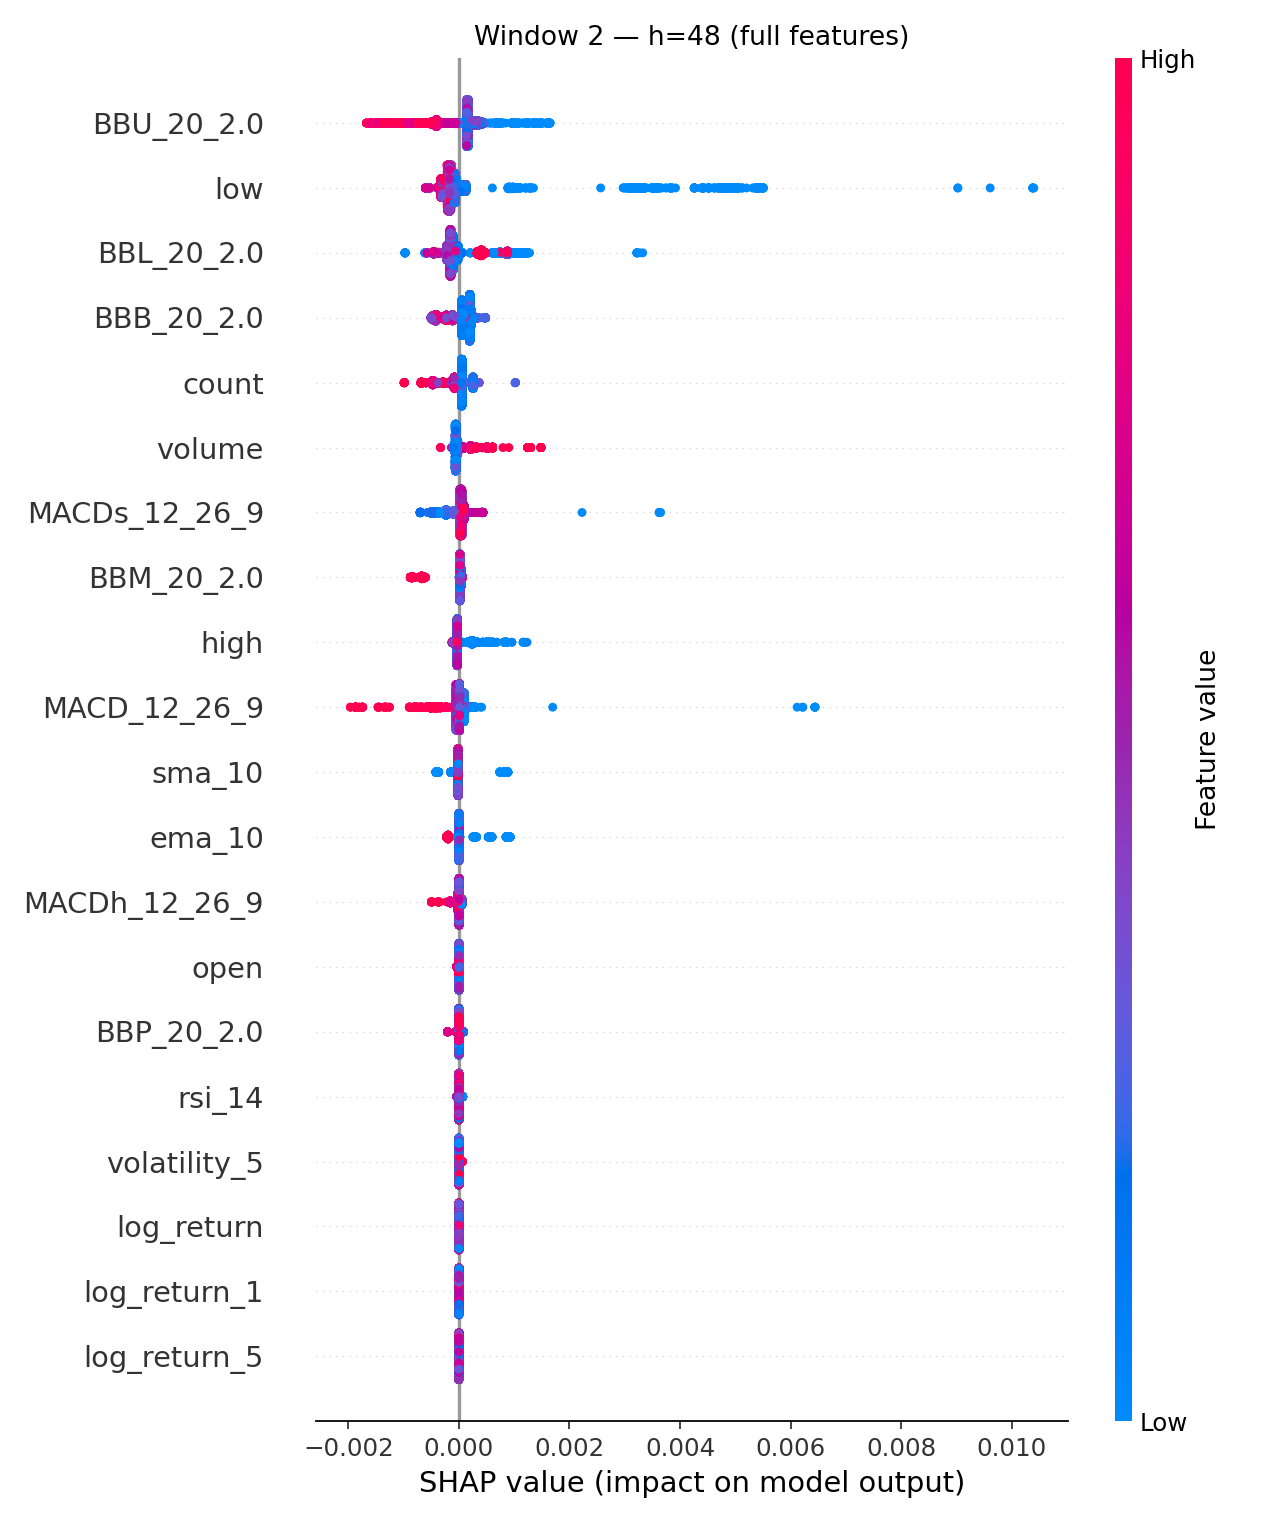 Window 2 — h=48 (full features)
High
BBU_20_2.0
low
BBL_20_2.0
BBB_20_2.0
count
volume
MACDs_12_26_9
BBM_20_2.0
high
MACD_12_26_9
sma_10
ema_10
MACDh_12_26_9
open
BBP_20_2.0
rsi_14
volatility_5
log_return
log_return_1
log_return_5
Feature value
Low
−0.002 0.000 0.002 0.004 0.006 0.008 0.010
SHAP value (impact on model output)